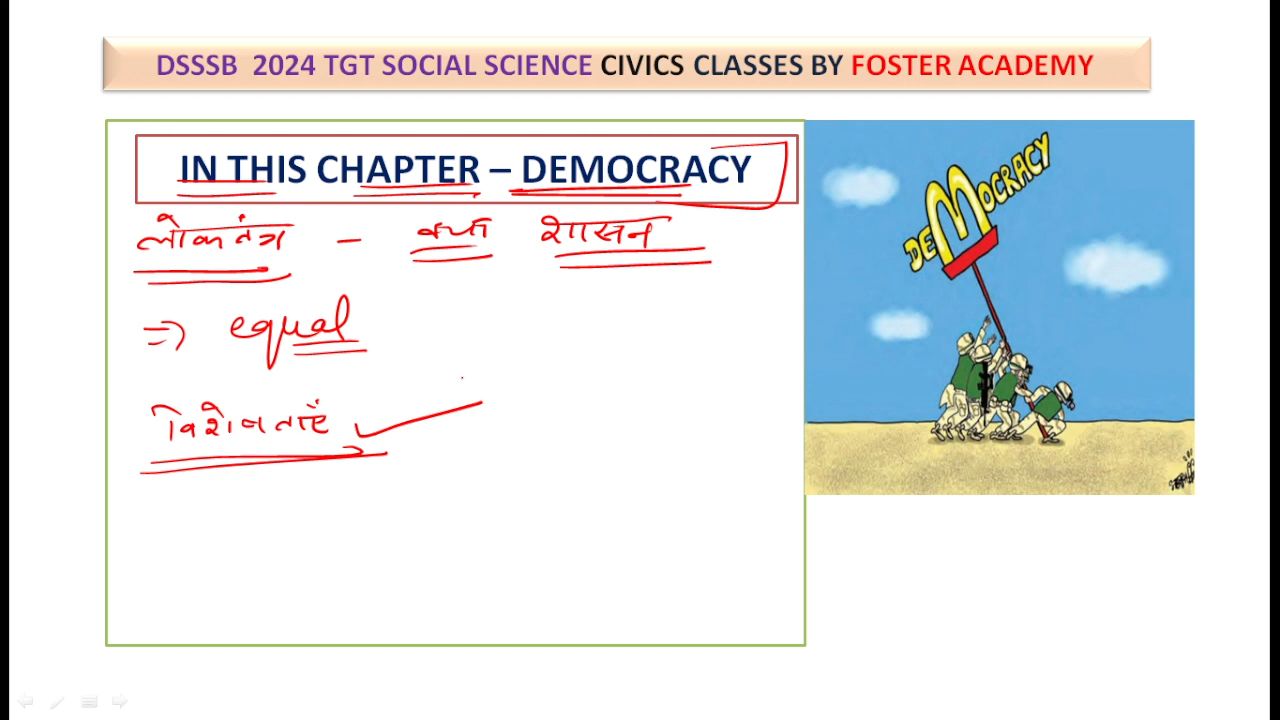 DSSSB 2024 TGT SOCIAL SCIENCE CIVICS CLASSES BY FOSTER ACADEMY
IN THIS CHAPTER – DEMOCRACY
लोकतंत्र – क्या शासन
⇒ equal
विशेषताएं
DEMOCRACY